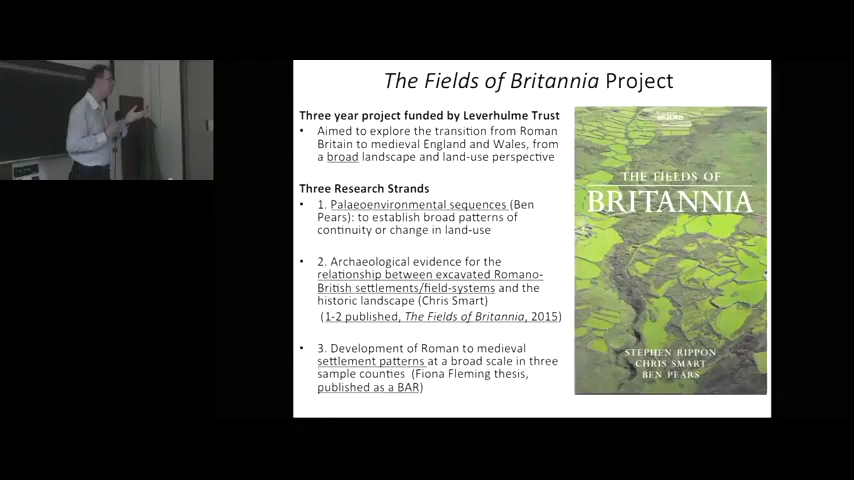 The Fields of Britannia Project
Three year project funded by Leverhulme Trust
• Aimed to explore the transition from Roman
Britain to medieval England and Wales, from
a broad landscape and land-use perspective
Three Research Strands
• 1. Palaeoenvironmental sequences (Ben
Pears): to establish broad patterns of
continuity or change in land-use
• 2. Archaeological evidence for the
relationship between excavated Romano-
British settlements/field-systems and the
historic landscape (Chris Smart)
(1-2 published, The Fields of Britannia, 2015)
• 3. Development of Roman to medieval
settlement patterns at a broad scale in three
sample counties (Fiona Fleming thesis,
published as a BAR)
OXFORD
THE FIELDS OF
BRITANNIA
STEPHEN RIPPON
CHRIS SMART
BEN PEARS